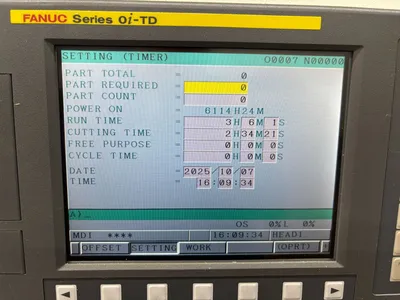 FANUC Series 0i-TD
SETTING (TIMER) O0007 N00000
PART TOTAL = 0
PART REQUIRED = 0
PART COUNT = 0
POWER ON = 6114H24M
RUN TIME = 3H 6M 1S
CUTTING TIME = 2H34M21S
FREE PURPOSE = 0H 0M 0S
CYCLE TIME = 0H 0M 0S
DATE = 2025/10/07
TIME = 16:09:34
A)_
OS 0% L 0%
MDI **** 16:09:34 HEAD1
OFFSET SETTING WORK (OPRT) +